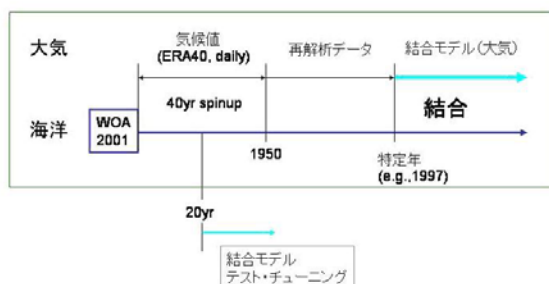 大気
気候値
(ERA40, daily)
再解析データ
結合モデル(大気)
40yr spinup
結合
海洋
WOA
2001
1950
特定年
(e.g.,1997)
20yr
結合モデル
テスト・チューニング